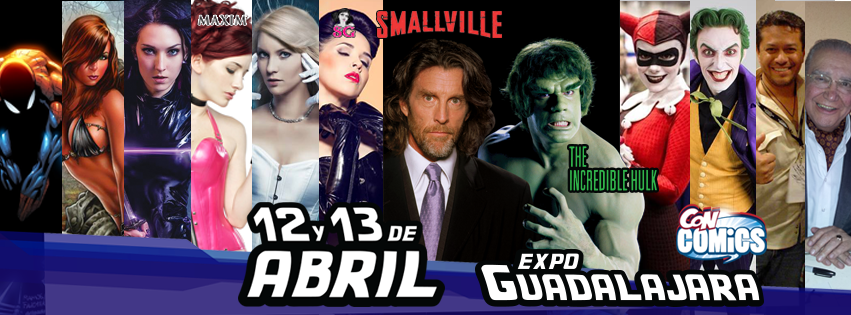 MAXIM
SG
SMALLVILLE
THE
INCREDIBLE HULK
CON
COMICS
12 Y 13 DE
ABRIL
EXPO
GUADALAJARA